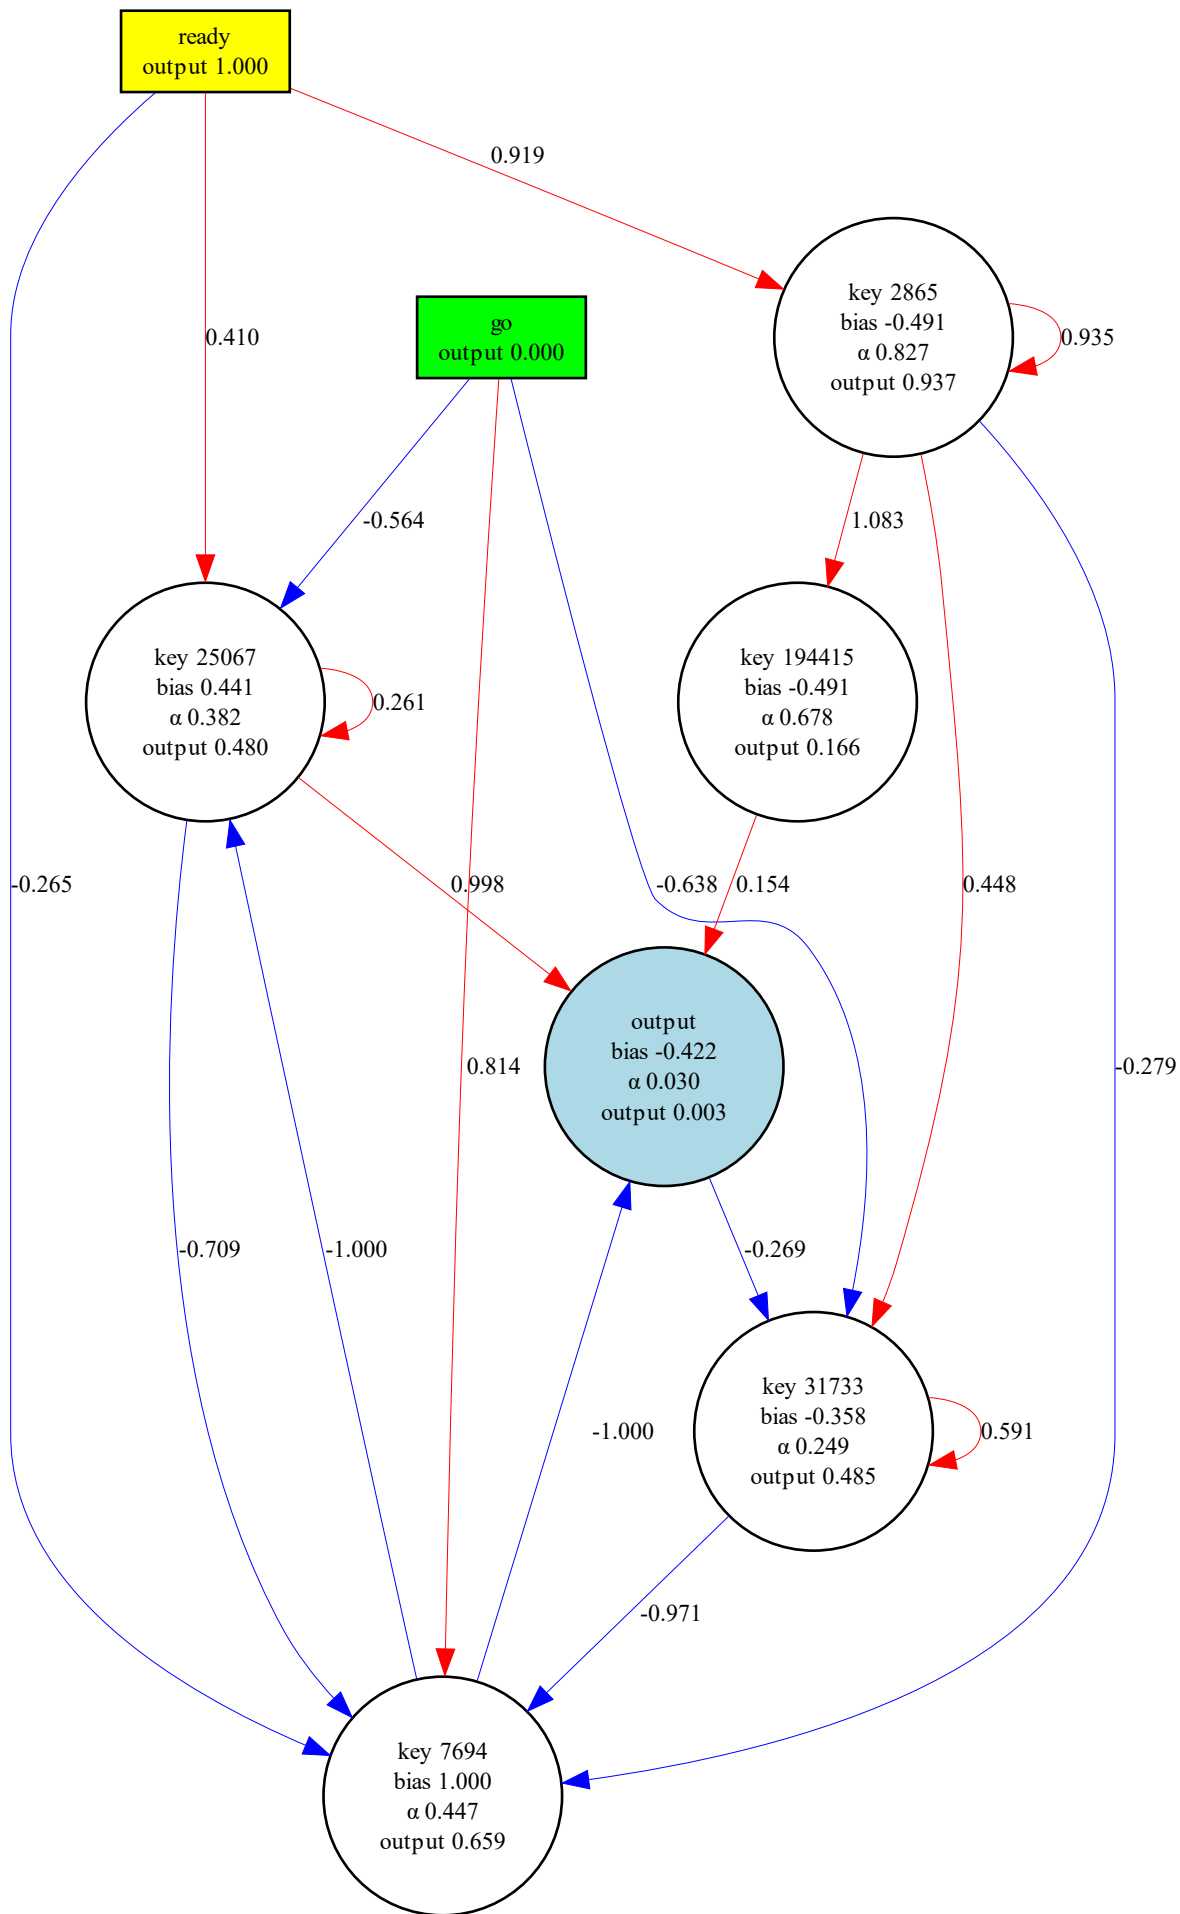 ready
output 1.000
0.919
key 2865
bias -0.491
α 0.827
output 0.937
0.935
go
output 0.000
0.410
-0.564
1.083
key 25067
bias 0.441
α 0.382
output 0.480
0.261
key 194415
bias -0.491
α 0.678
output 0.166
-0.265
0.998
-0.638
0.154
0.448
output
bias -0.422
α 0.030
output 0.003
0.814
-0.279
-0.709
-1.000
-0.269
-1.000
key 31733
bias -0.358
α 0.249
output 0.485
0.591
-0.971
key 7694
bias 1.000
α 0.447
output 0.659